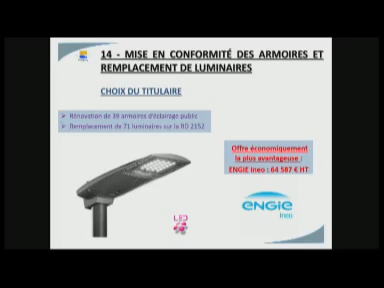 14 - MISE EN CONFORMITÉ DES ARMOIRES ET
REMPLACEMENT DE LUMINAIRES
CHOIX DU TITULAIRE
➢ Rénovation de 39 armoires d'éclairage public
➢ Remplacement de 71 luminaires sur la RD 2152
Offre économiquement
la plus avantageuse :
ENGIE Ineo : 64 587 € HT
LED
ENGIE
Ineo